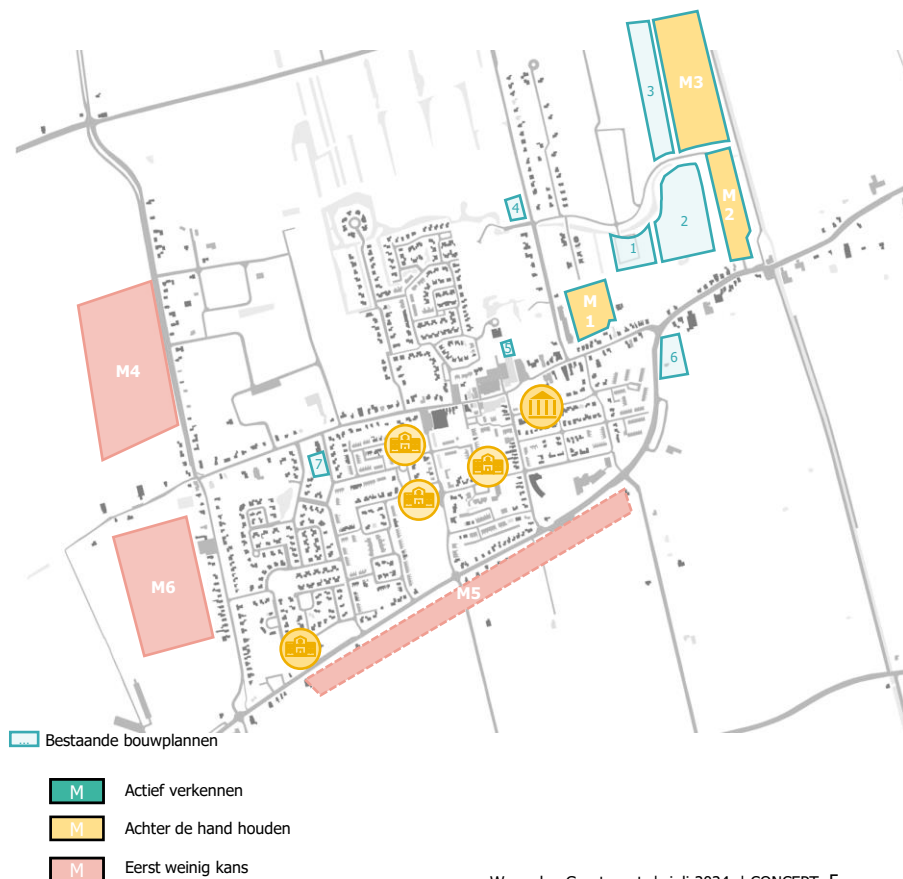 M3
3
M
2
4
2
1
M
1
5
6
M4
7
M6
M5
... Bestaande bouwplannen
M Actief verkennen
M Achter de hand houden
M Eerst weinig kans